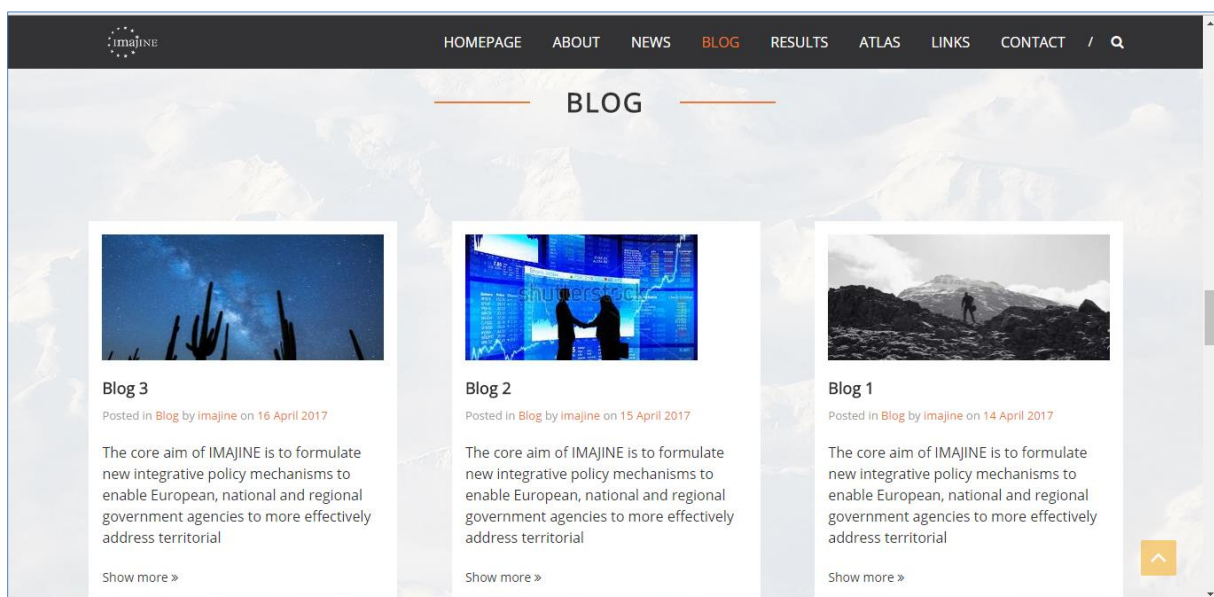 imajine
HOMEPAGE ABOUT NEWS BLOG RESULTS ATLAS LINKS CONTACT /
BLOG
shutterstock
Blog 3
Posted in Blog by imajine on 16 April 2017
The core aim of IMAJINE is to formulate
new integrative policy mechanisms to
enable European, national and regional
government agencies to more effectively
address territorial
Show more »
Blog 2
Posted in Blog by imajine on 15 April 2017
The core aim of IMAJINE is to formulate
new integrative policy mechanisms to
enable European, national and regional
government agencies to more effectively
address territorial
Show more »
Blog 1
Posted in Blog by imajine on 14 April 2017
The core aim of IMAJINE is to formulate
new integrative policy mechanisms to
enable European, national and regional
government agencies to more effectively
address territorial
Show more »